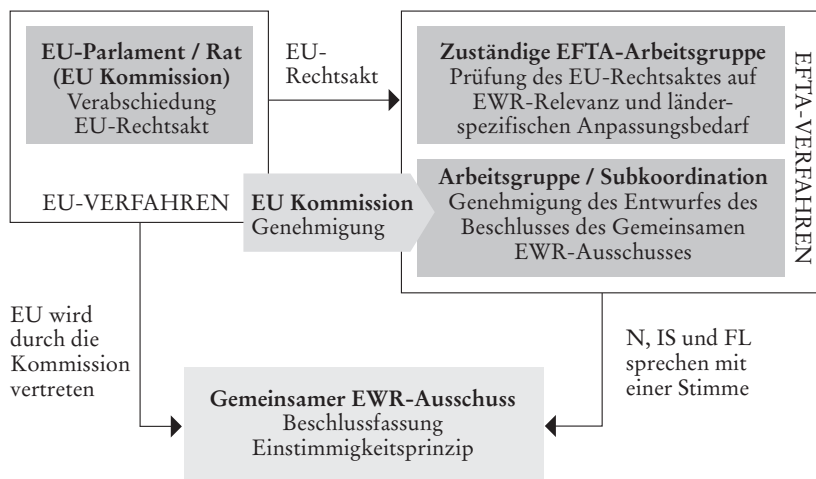 EU-Parlament / Rat
(EU Kommission)
Verabschiedung
EU-Rechtsakt
EU-VERFAHREN
EU-
Rechtsakt
Zuständige EFTA-Arbeitsgruppe
Prüfung des EU-Rechtsaktes auf
EWR-Relevanz und länder-
spezifischen Anpassungsbedarf
EU Kommission
Genehmigung
Arbeitsgruppe / Subkoordination
Genehmigung des Entwurfes des
Beschlusses des Gemeinsamen
EWR-Ausschusses
EFTA-VERFAHREN
EU wird
durch die
Kommission
vertreten
N, IS und FL
sprechen mit
einer Stimme
Gemeinsamer EWR-Ausschuss
Beschlussfassung
Einstimmigkeitsprinzip